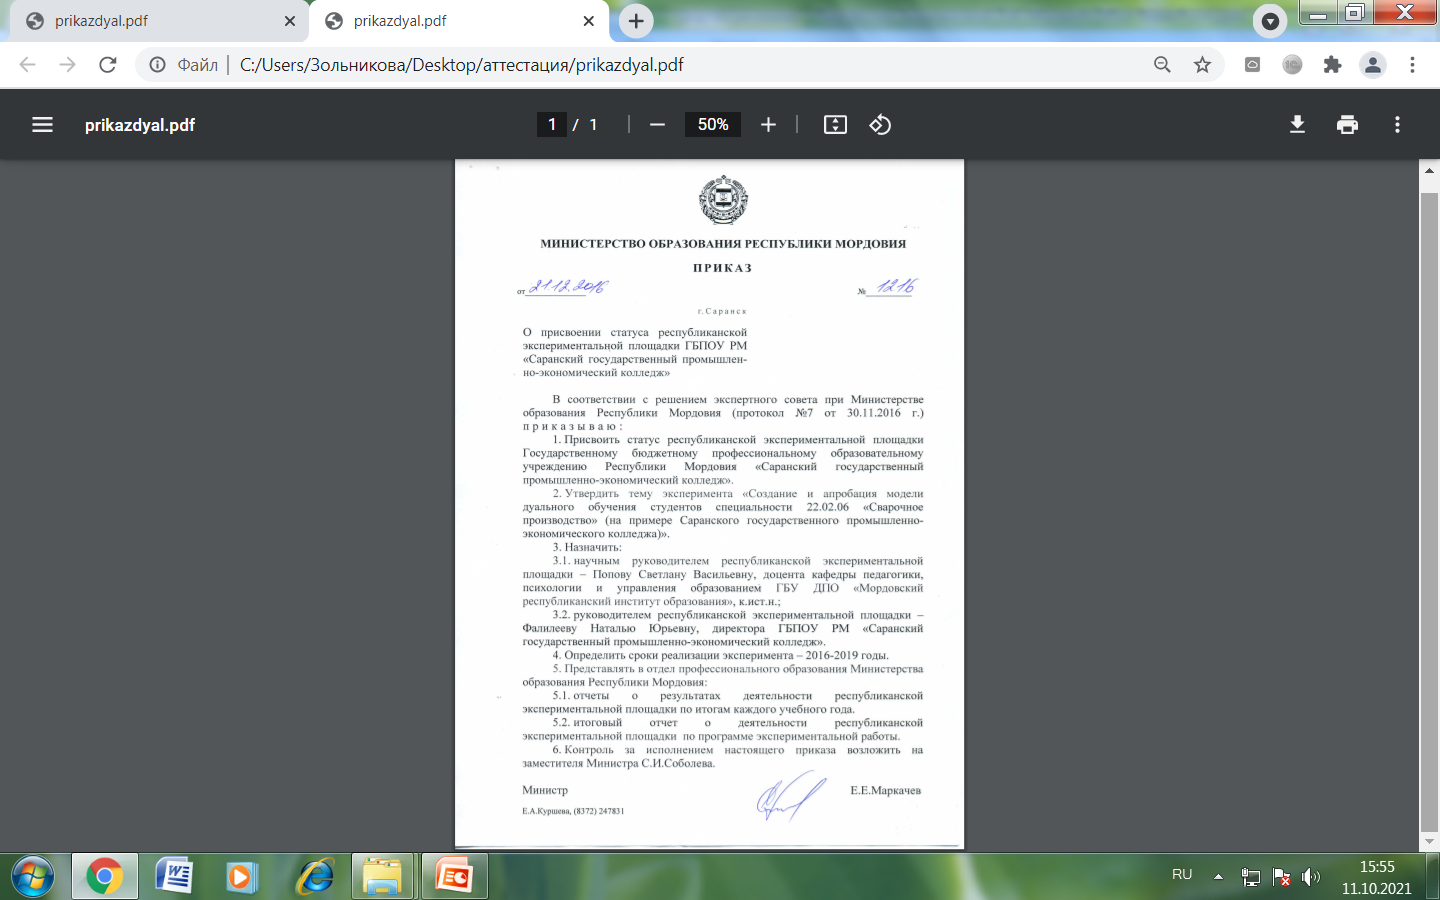 prikazdyal.pdf
prikazdyal.pdf
Файл C:/Users/Зольникова/Desktop/аттестация/prikazdyal.pdf
prikazdyal.pdf
1 / 1
50%
МИНИСТЕРСТВО ОБРАЗОВАНИЯ РЕСПУБЛИКИ МОРДОВИЯ
ПРИКАЗ
от 21.12.2016 № 1216
г. Саранск
О присвоении статуса республиканской
экспериментальной площадки ГБПОУ РМ
«Саранский государственный промышлен-
но-экономический колледж»
В соответствии с решением экспертного совета при Министерстве
образования Республики Мордовия (протокол №7 от 30.11.2016 г.)
п р и к а з ы в а ю :
1. Присвоить статус республиканской экспериментальной площадки
Государственному бюджетному профессиональному образовательному
учреждению Республики Мордовия «Саранский государственный
промышленно-экономический колледж».
2. Утвердить тему эксперимента «Создание и апробация модели
дуального обучения студентов специальности 22.02.06 «Сварочное
производство» (на примере Саранского государственного промышленно-
экономического колледжа)».
3. Назначить:
3.1. научным руководителем республиканской экспериментальной
площадки – Попову Светлану Васильевну, доцента кафедры педагогики,
психологии и управления образованием ГБУ ДПО «Мордовский
республиканский институт образования», к.ист.н.;
3.2. руководителем республиканской экспериментальной площадки –
Фалилееву Наталью Юрьевну, директора ГБПОУ РМ «Саранский
государственный промышленно-экономический колледж».
4. Определить сроки реализации эксперимента – 2016-2019 годы.
5. Представлять в отдел профессионального образования Министерства
образования Республики Мордовия:
5.1. отчеты о результатах деятельности республиканской
экспериментальной площадки по итогам каждого учебного года.
5.2. итоговый отчет о деятельности республиканской
экспериментальной площадки по программе экспериментальной работы.
6. Контроль за исполнением настоящего приказа возложить на
заместителя Министра С.И.Соболева.
Министр Е.Е.Маркачев
Е.А.Куршева, (8372) 247831
RU
15:55
11.10.2021